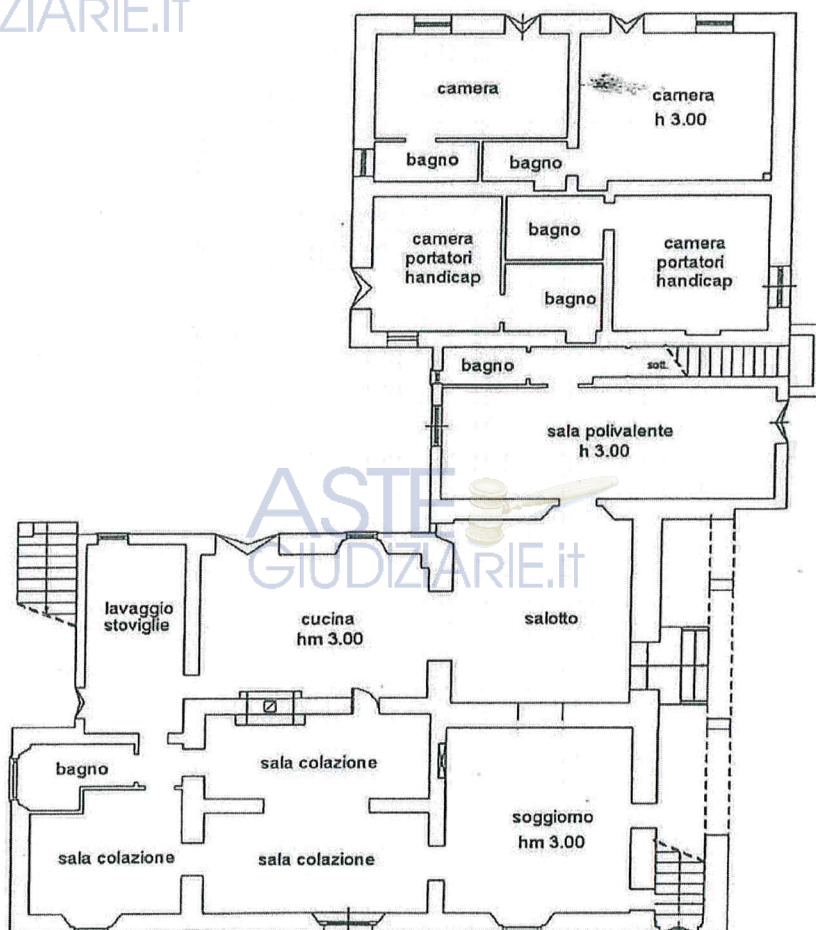 ZIARIE.IT
camera
camera
h 3.00
bagno
bagno
camera
portatori
handicap
bagno
camera
portatori
handicap
bagno
bagno
sott.
sala polivalente
h 3.00
ASTE
GIUDIZIARIE.it
lavaggio
stoviglie
cucina
hm 3.00
salotto
bagno
sala colazione
soggiorno
hm 3.00
sala colazione
sala colazione